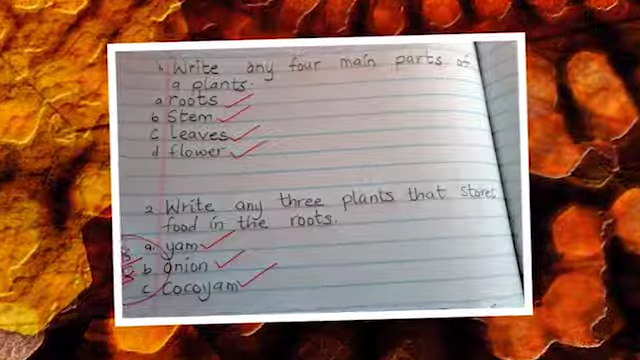 1. Write any four main parts of
a plants.
a roots
b Stem
c Leaves
d flower
2 Write any three plants that stores
food in the roots.
a. yam
b onion
c Cocoyam